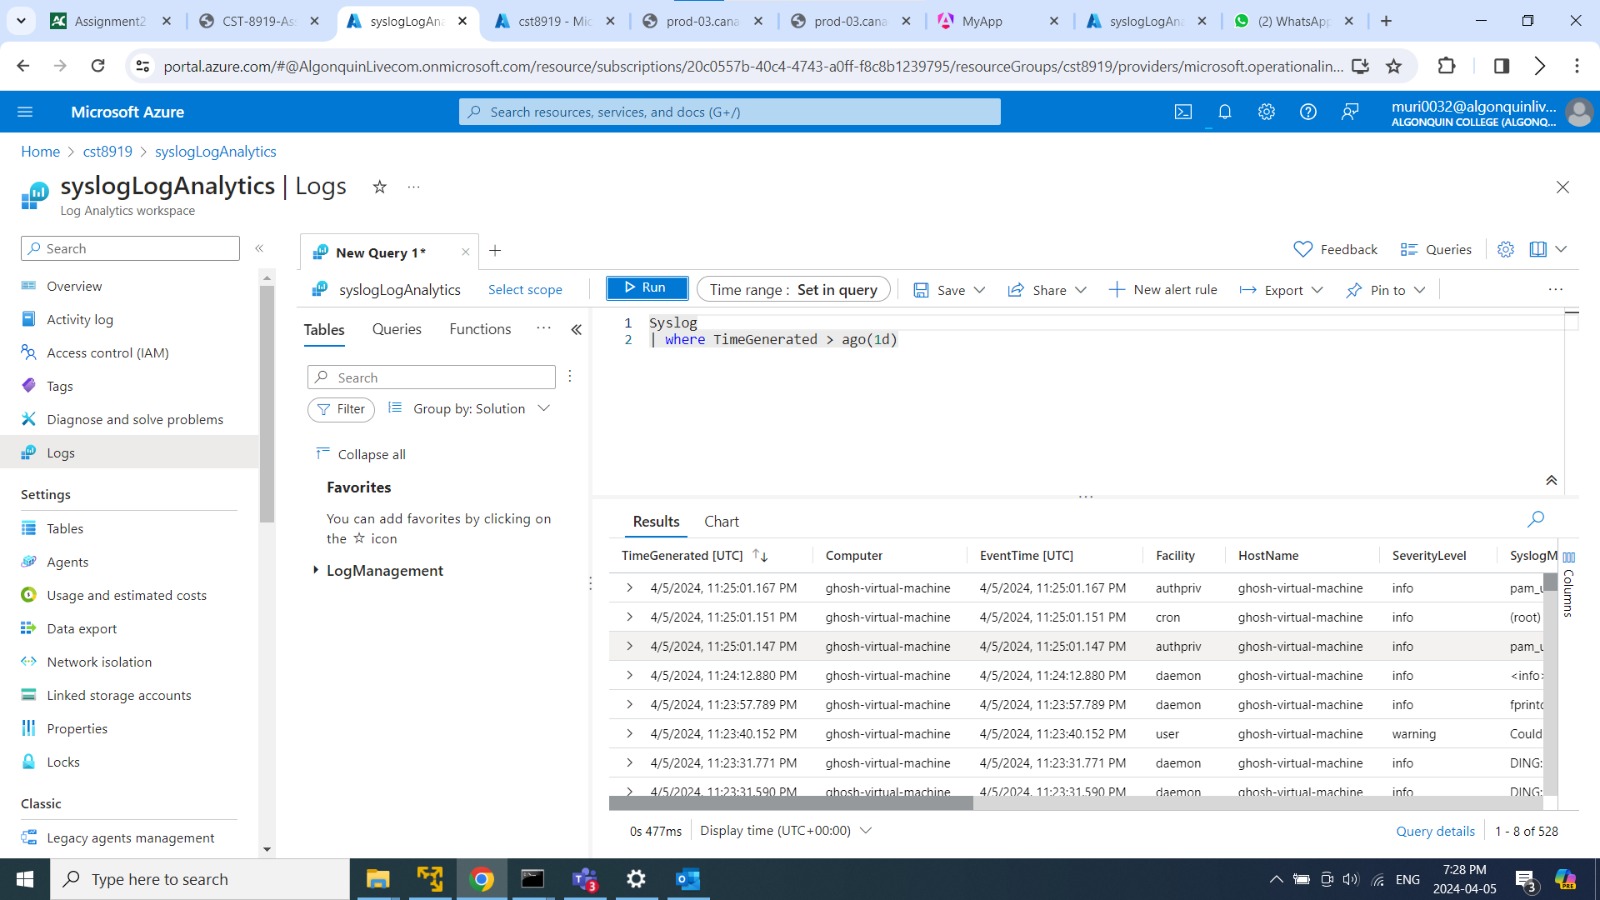 Assignment2
CST-8919-As
syslogLogAn
cst8919 - Mic
prod-03.cana
prod-03.cana
MyApp
syslogLogAn
(2) WhatsApp
portal.azure.com/#@AlgonquinLivecom.onmicrosoft.com/resource/subscriptions/20c0557b-40c4-4743-a0ff-f8c8b1239795/resourceGroups/cst8919/providers/microsoft.operationalin...
Microsoft Azure
Search resources, services, and docs (G+/)
muri0032@algonquinliv...
ALGONQUIN COLLEGE (ALGONQ...
Home > cst8919 > syslogLogAnalytics
syslogLogAnalytics | Logs
Log Analytics workspace
Search
Overview
Activity log
Access control (IAM)
Tags
Diagnose and solve problems
Logs
Settings
Tables
Agents
Usage and estimated costs
Data export
Network isolation
Linked storage accounts
Properties
Locks
Classic
Legacy agents management
New Query 1*
Feedback
Queries
syslogLogAnalytics
Select scope
Run
Time range : Set in query
Save
Share
New alert rule
Export
Pin to
Tables
Queries
Functions
Search
Filter
Group by: Solution
Collapse all
Favorites
You can add favorites by clicking on
the ☆ icon
LogManagement
1 Syslog
2 | where TimeGenerated > ago(1d)
Results
Chart
TimeGenerated [UTC] Computer EventTime [UTC] Facility HostName SeverityLevel SyslogM
4/5/2024, 11:25:01.167 PM ghosh-virtual-machine 4/5/2024, 11:25:01.167 PM authpriv ghosh-virtual-machine info pam_u
4/5/2024, 11:25:01.151 PM ghosh-virtual-machine 4/5/2024, 11:25:01.151 PM cron ghosh-virtual-machine info (root)
4/5/2024, 11:25:01.147 PM ghosh-virtual-machine 4/5/2024, 11:25:01.147 PM authpriv ghosh-virtual-machine info pam_u
4/5/2024, 11:24:12.880 PM ghosh-virtual-machine 4/5/2024, 11:24:12.880 PM daemon ghosh-virtual-machine info <info>
4/5/2024, 11:23:57.789 PM ghosh-virtual-machine 4/5/2024, 11:23:57.789 PM daemon ghosh-virtual-machine info fprintd
4/5/2024, 11:23:40.152 PM ghosh-virtual-machine 4/5/2024, 11:23:40.152 PM user ghosh-virtual-machine warning Could
4/5/2024, 11:23:31.771 PM ghosh-virtual-machine 4/5/2024, 11:23:31.771 PM daemon ghosh-virtual-machine info DING:
4/5/2024, 11:23:31.590 PM ghosh-virtual-machine 4/5/2024, 11:23:31.590 PM daemon ghosh-virtual-machine info DING:
Columns
0s 477ms
Display time (UTC+00:00)
Query details
1 - 8 of 528
Type here to search
3
ENG
7:28 PM
2024-04-05
3
PRE